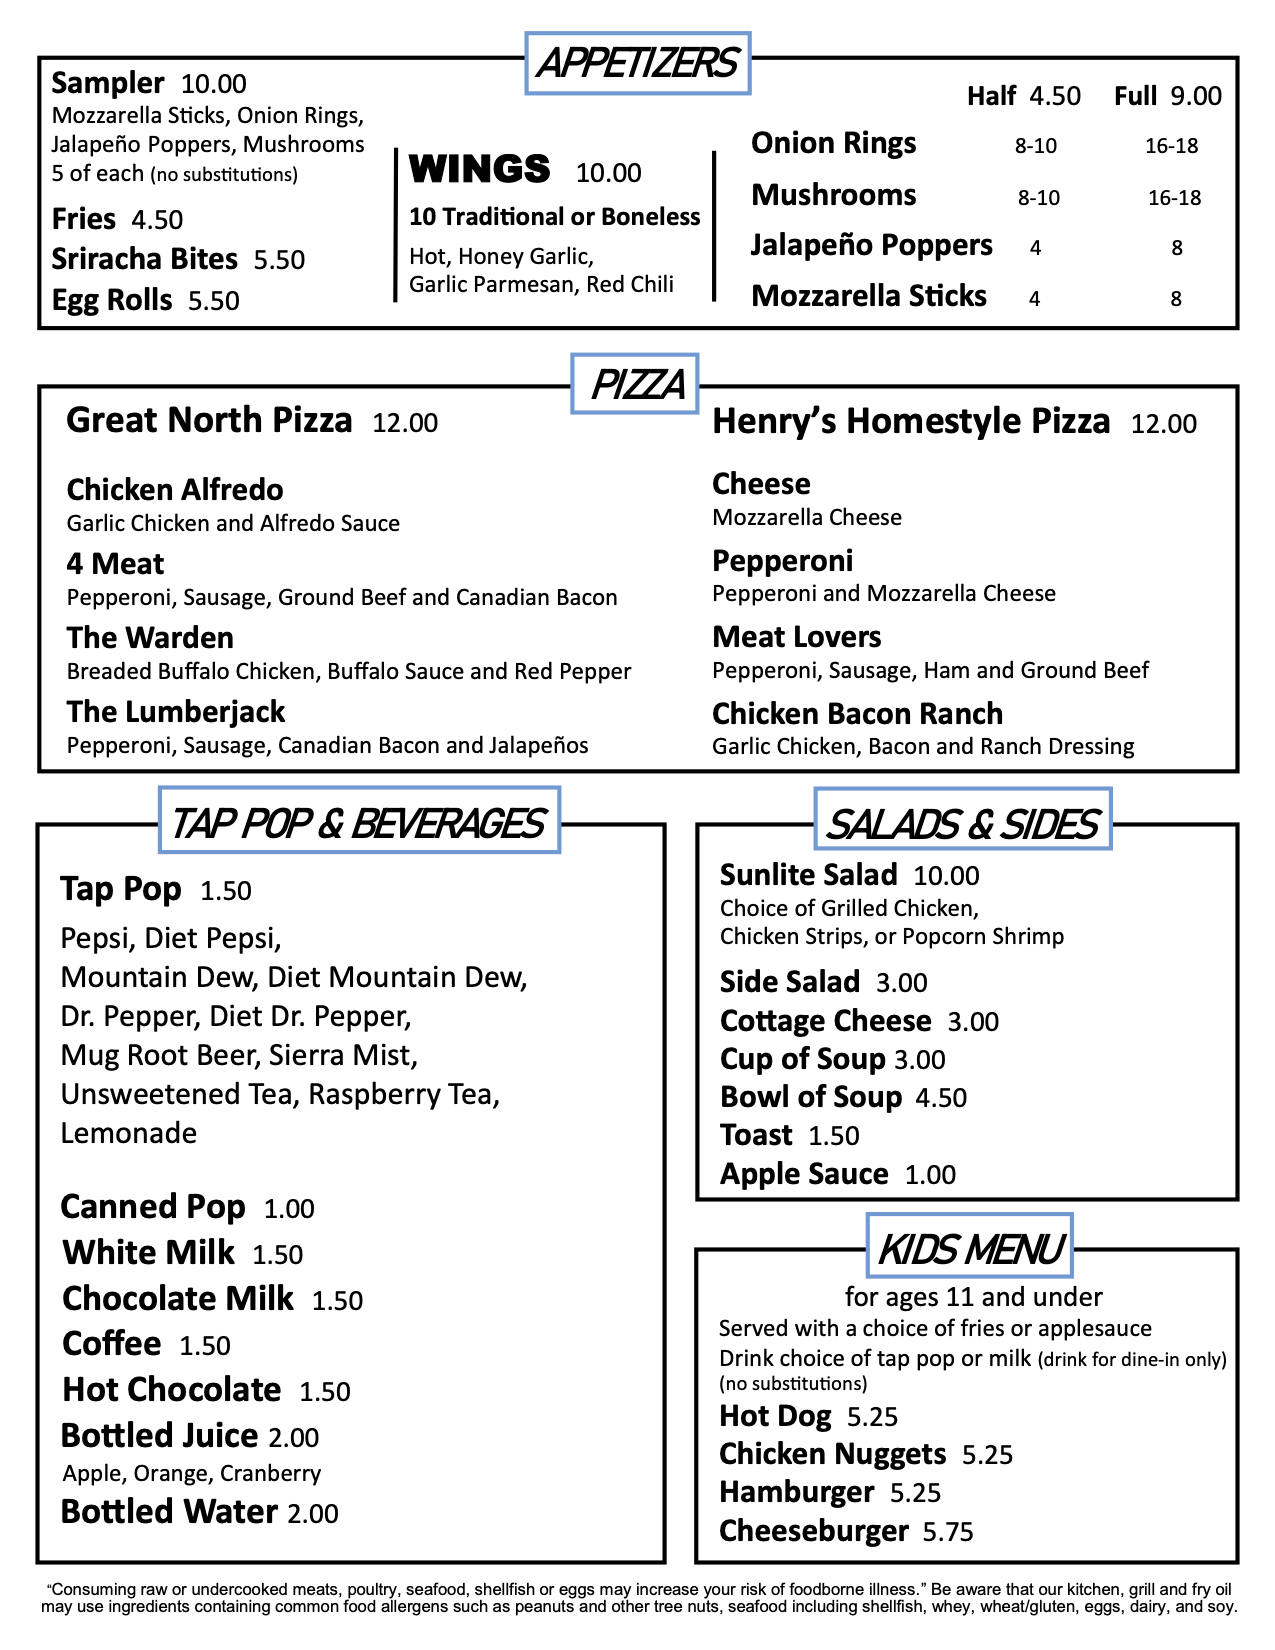 APPETIZERS
Sampler 10.00
Mozzarella Sticks, Onion Rings,
Jalapeño Poppers, Mushrooms
5 of each (no substitutions)
Fries 4.50
Sriracha Bites 5.50
Egg Rolls 5.50
WINGS 10.00
10 Traditional or Boneless
Hot, Honey Garlic,
Garlic Parmesan, Red Chili
Half 4.50 Full 9.00
Onion Rings 8-10 16-18
Mushrooms 8-10 16-18
Jalapeño Poppers 4 8
Mozzarella Sticks 4 8
PIZZA
Great North Pizza 12.00
Chicken Alfredo
Garlic Chicken and Alfredo Sauce
4 Meat
Pepperoni, Sausage, Ground Beef and Canadian Bacon
The Warden
Breaded Buffalo Chicken, Buffalo Sauce and Red Pepper
The Lumberjack
Pepperoni, Sausage, Canadian Bacon and Jalapeños
Henry’s Homestyle Pizza 12.00
Cheese
Mozzarella Cheese
Pepperoni
Pepperoni and Mozzarella Cheese
Meat Lovers
Pepperoni, Sausage, Ham and Ground Beef
Chicken Bacon Ranch
Garlic Chicken, Bacon and Ranch Dressing
TAP POP & BEVERAGES
Tap Pop 1.50
Pepsi, Diet Pepsi,
Mountain Dew, Diet Mountain Dew,
Dr. Pepper, Diet Dr. Pepper,
Mug Root Beer, Sierra Mist,
Unsweetened Tea, Raspberry Tea,
Lemonade
Canned Pop 1.00
White Milk 1.50
Chocolate Milk 1.50
Coffee 1.50
Hot Chocolate 1.50
Bottled Juice 2.00
Apple, Orange, Cranberry
Bottled Water 2.00
SALADS & SIDES
Sunlite Salad 10.00
Choice of Grilled Chicken,
Chicken Strips, or Popcorn Shrimp
Side Salad 3.00
Cottage Cheese 3.00
Cup of Soup 3.00
Bowl of Soup 4.50
Toast 1.50
Apple Sauce 1.00
KIDS MENU
for ages 11 and under
Served with a choice of fries or applesauce
Drink choice of tap pop or milk (drink for dine-in only)
(no substitutions)
Hot Dog 5.25
Chicken Nuggets 5.25
Hamburger 5.25
Cheeseburger 5.75
“Consuming raw or undercooked meats, poultry, seafood, shellfish or eggs may increase your risk of foodborne illness.” Be aware that our kitchen, grill and fry oil
may use ingredients containing common food allergens such as peanuts and other tree nuts, seafood including shellfish, whey, wheat/gluten, eggs, dairy, and soy.